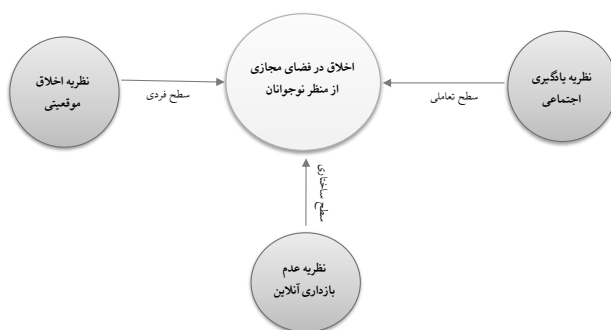 اخلاق در فضای مجازی
از منظر نوجوانان
نظریه یادگیری
اجتماعی
سطح تعاملی
نظریه اخلاق
موقعیتی
سطح فردی
سطح ساختاری
نظریه عدم
بازداری آنلاین